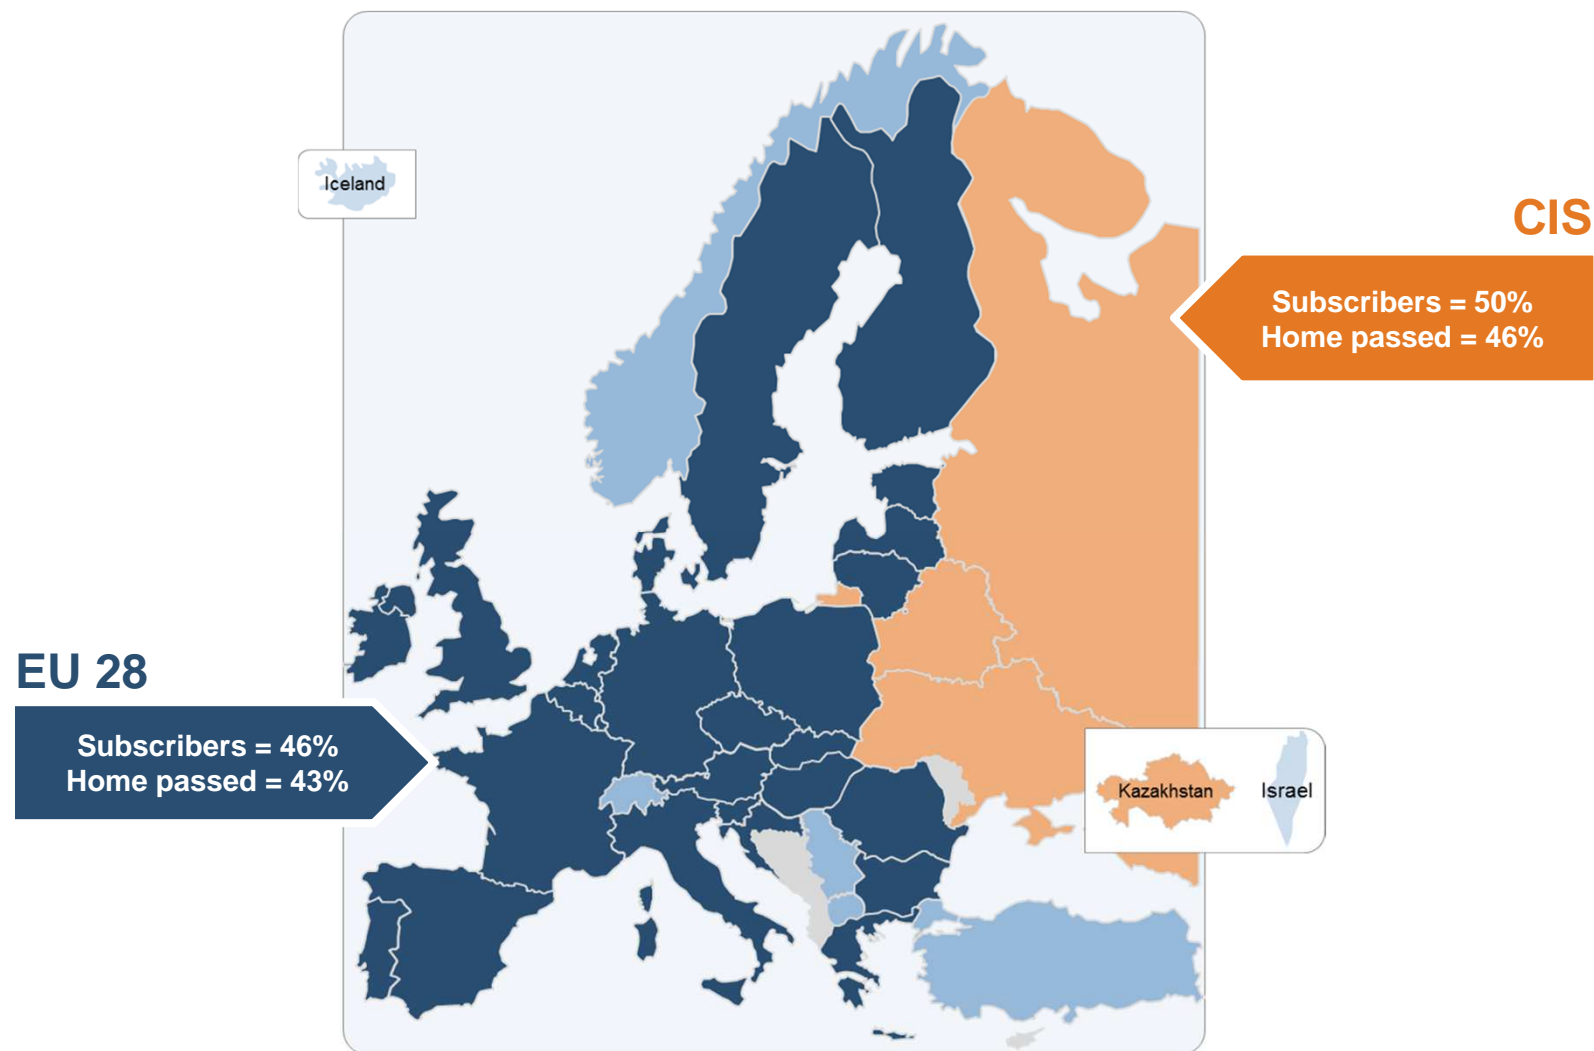 Iceland
CIS
Subscribers = 50%
Home passed = 46%
EU 28
Subscribers = 46%
Home passed = 43%
Kazakhstan
Israel